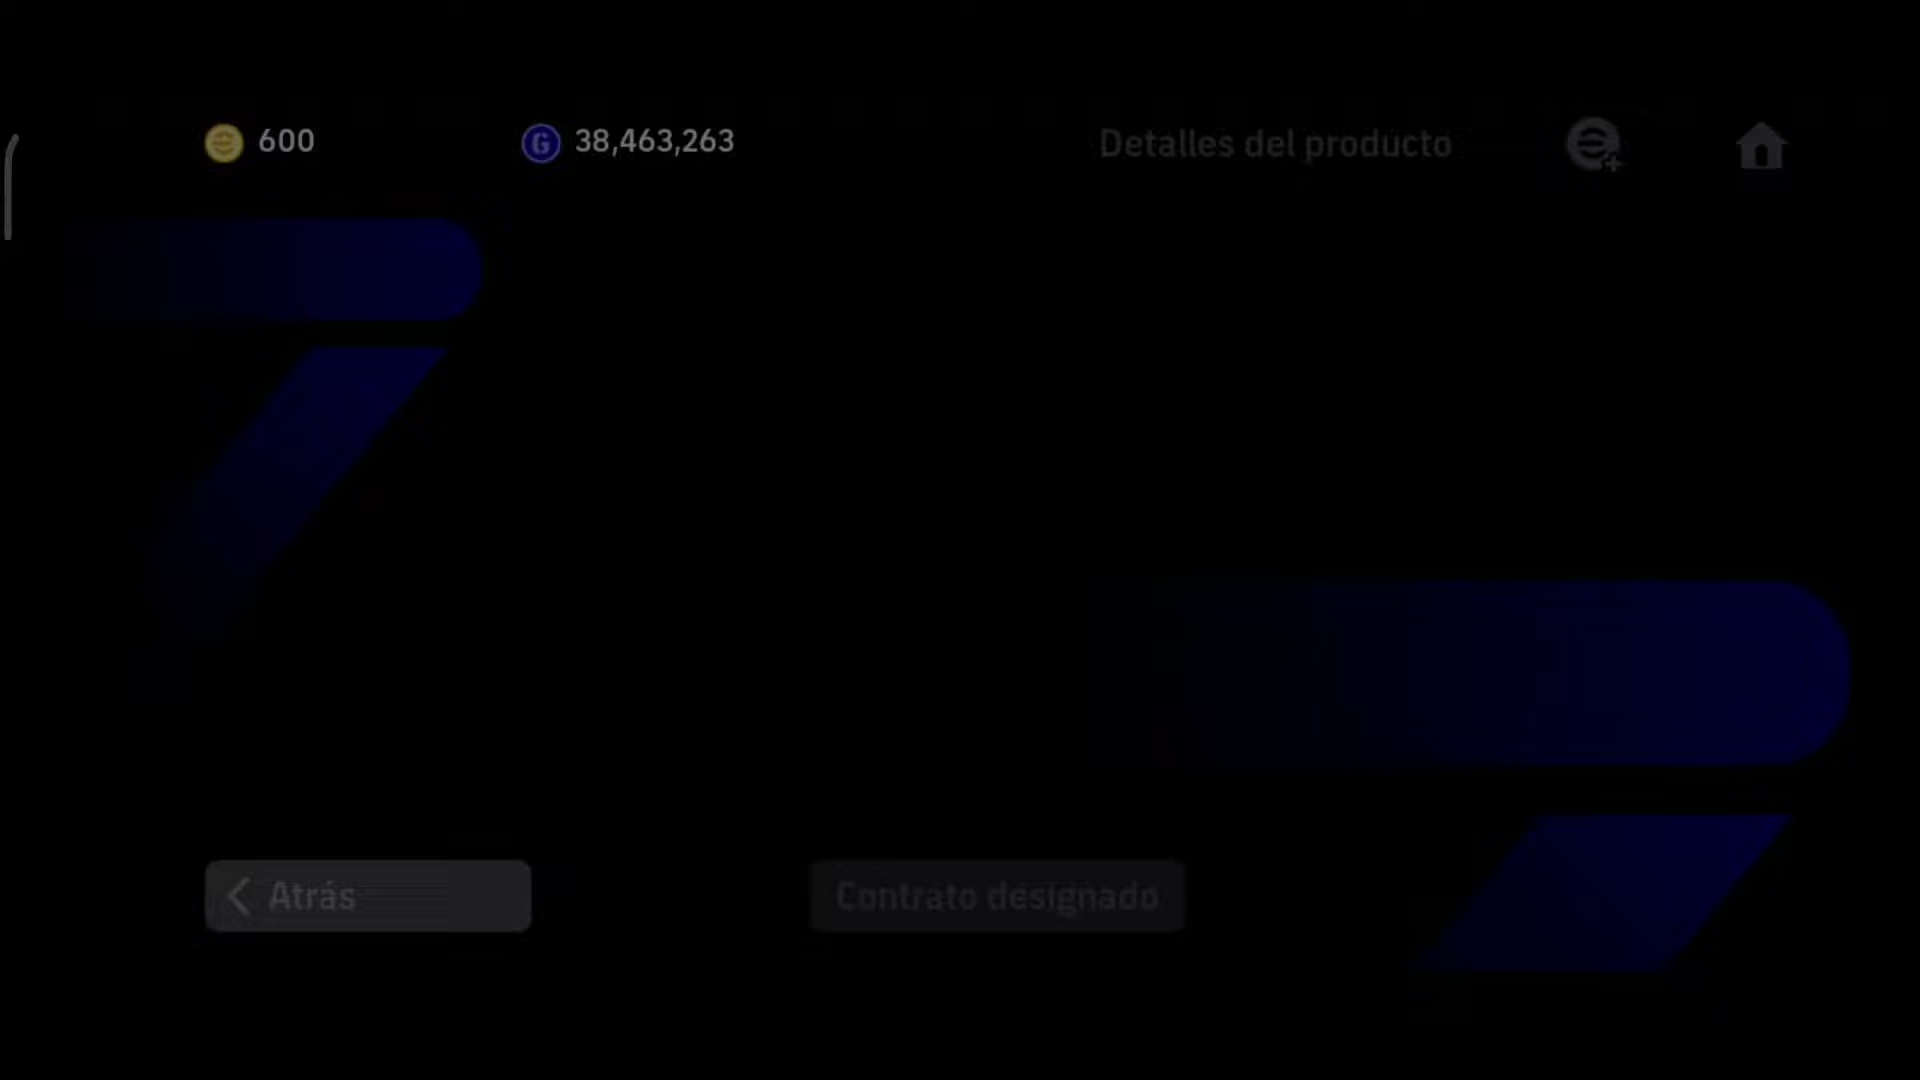 600
38,463,263
Detalles del producto
Atrás
Contrato designado